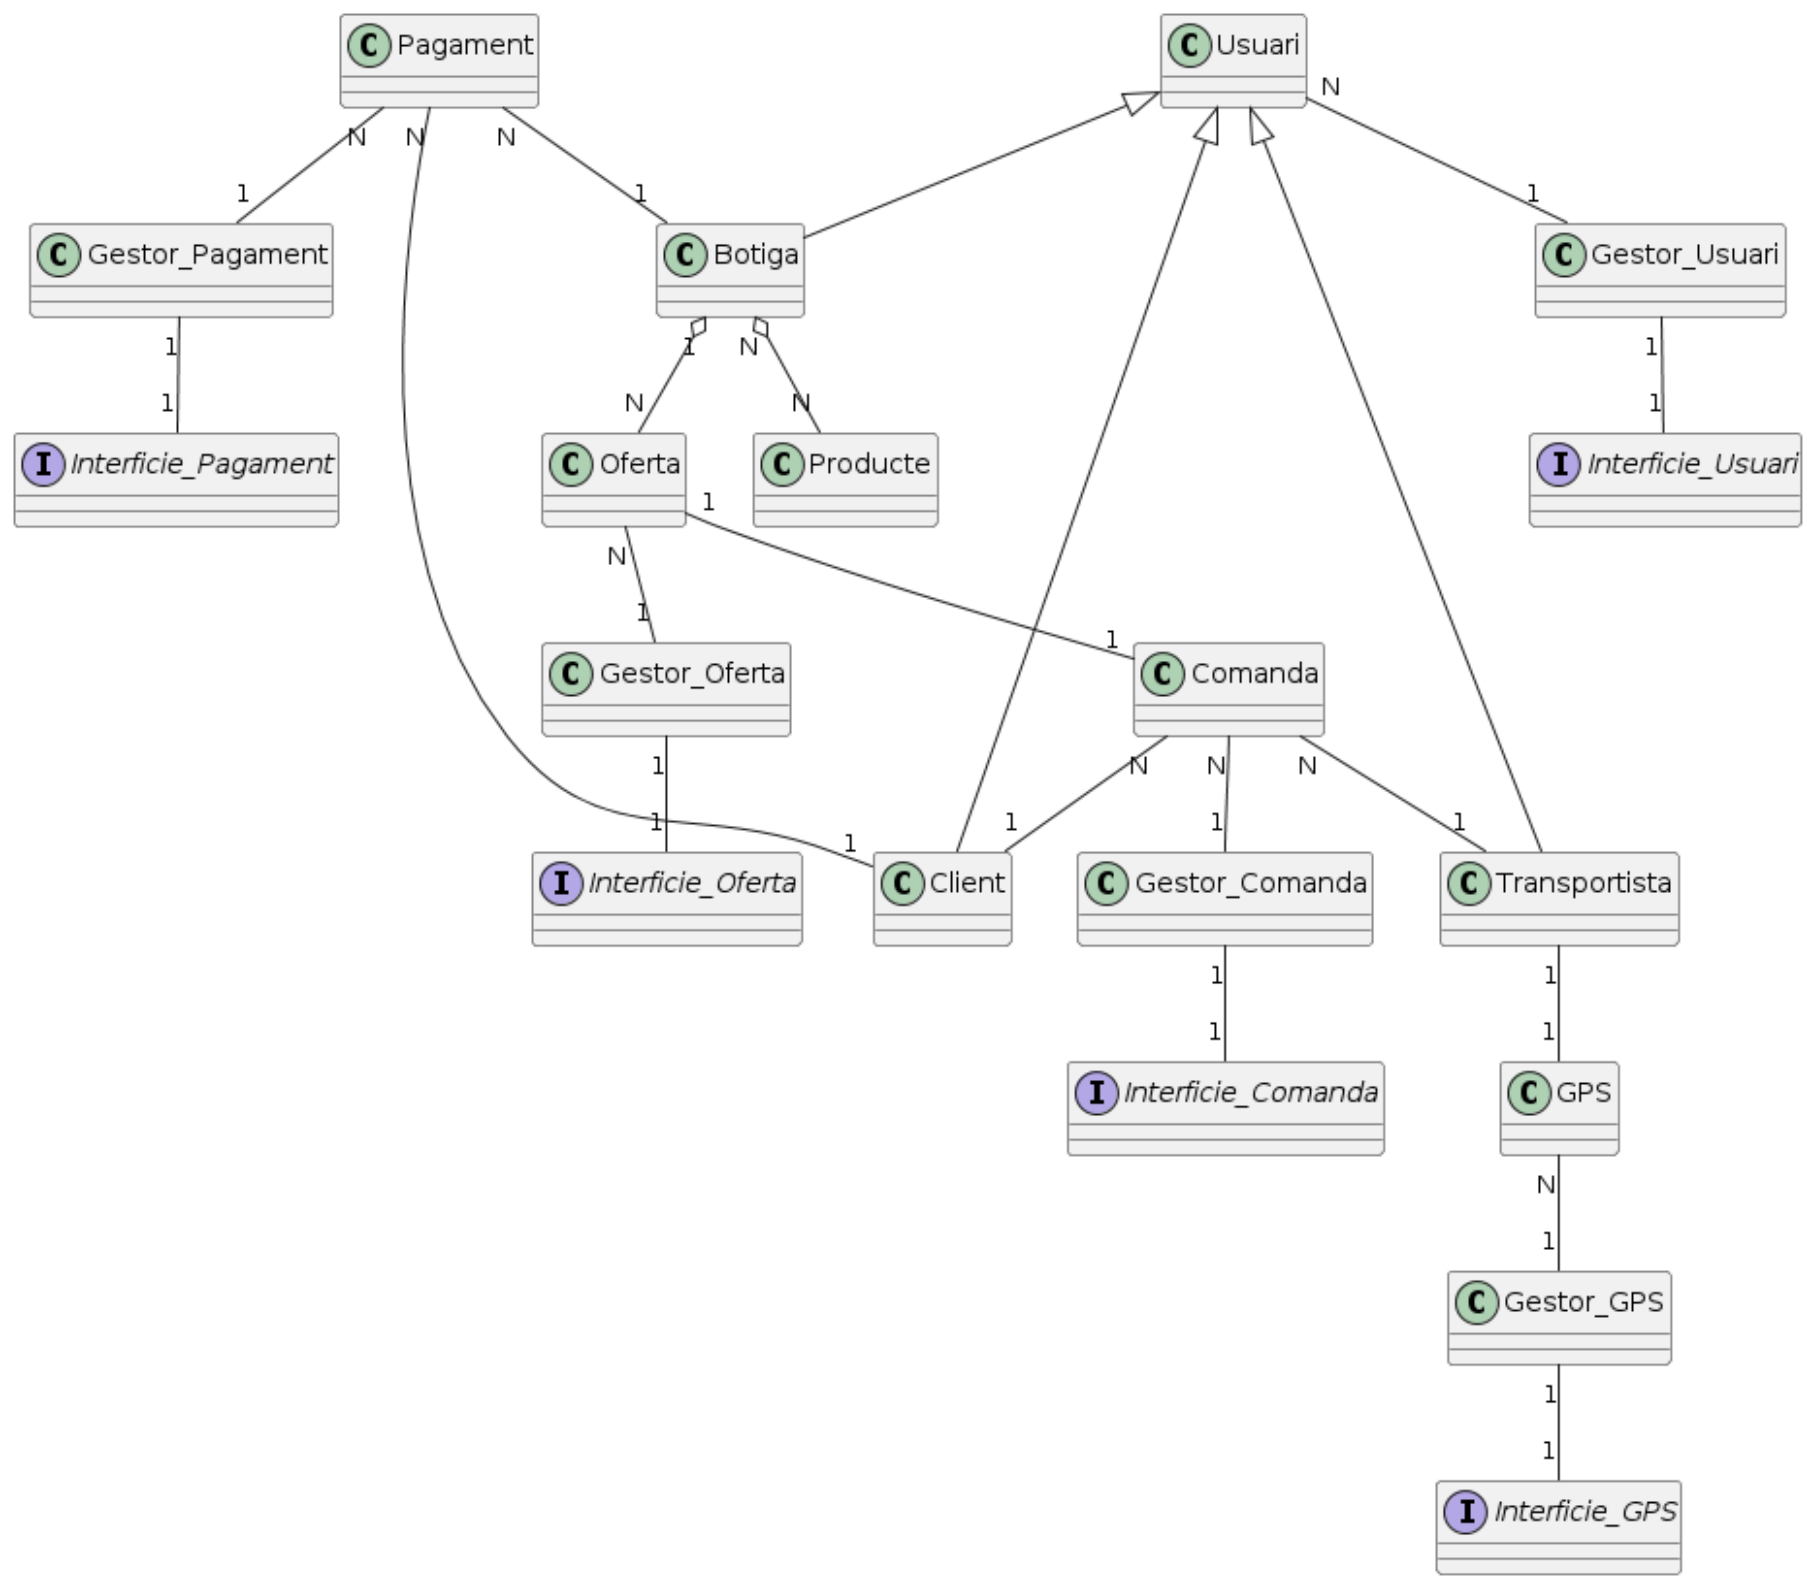 C Pagament
C Usuari
N
N
N
N
1
1
1
C Gestor_Pagament
C Botiga
C Gestor_Usuari
1
1
N
1
1
N
N
1
I Interficie_Pagament
C Oferta
C Producte
I Interficie_Usuari
1
N
1
1
C Gestor_Oferta
C Comanda
1
N
N
N
1
1
1
1
1
I Interficie_Oferta
C Client
C Gestor_Comanda
C Transportista
1
1
1
1
I Interficie_Comanda
C GPS
N
1
C Gestor_GPS
1
1
I Interficie_GPS